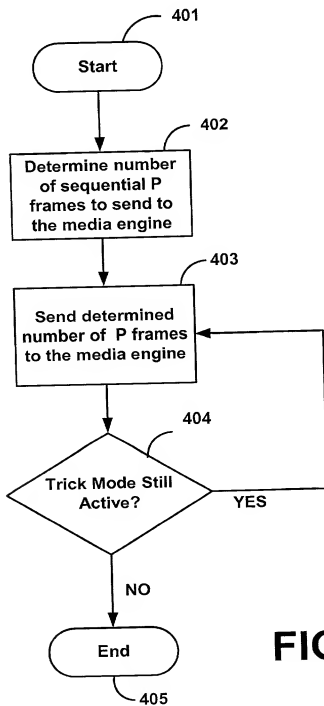 401
Start
402
Determine number
of sequential P
frames to send to
the media engine
403
Send determined
number of P frames
to the media engine
404
Trick Mode Still
Active?
YES
NO
End
405
FIG